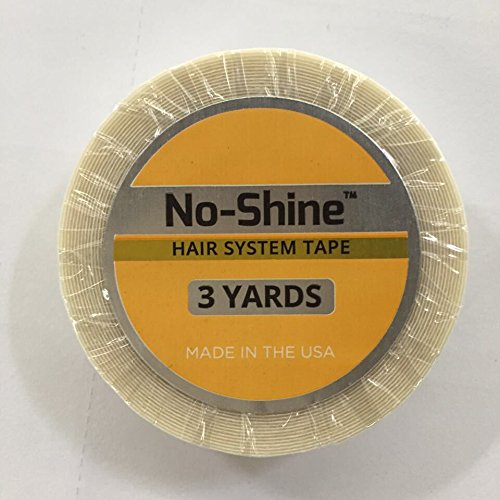 No-Shine™
HAIR SYSTEM TAPE
3 YARDS
MADE IN THE USA